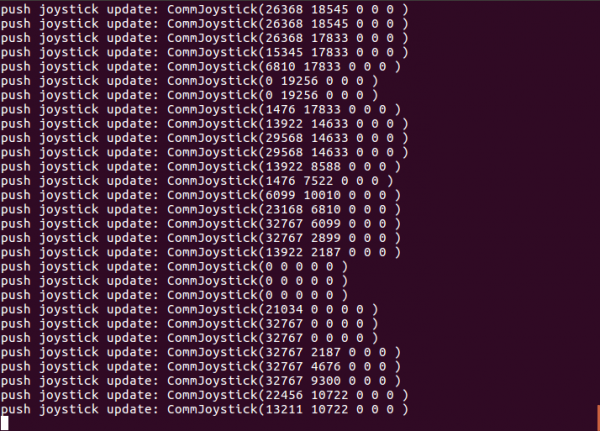 push joystick update: CommJoystick(26368 18545 0 0 0 )
push joystick update: CommJoystick(26368 18545 0 0 0 )
push joystick update: CommJoystick(26368 17833 0 0 0 )
push joystick update: CommJoystick(15345 17833 0 0 0 )
push joystick update: CommJoystick(6810 17833 0 0 0 )
push joystick update: CommJoystick(0 19256 0 0 0 )
push joystick update: CommJoystick(0 19256 0 0 0 )
push joystick update: CommJoystick(1476 17833 0 0 0 )
push joystick update: CommJoystick(13922 14633 0 0 0 )
push joystick update: CommJoystick(29568 14633 0 0 0 )
push joystick update: CommJoystick(29568 14633 0 0 0 )
push joystick update: CommJoystick(13922 8588 0 0 0 )
push joystick update: CommJoystick(1476 7522 0 0 0 )
push joystick update: CommJoystick(6099 10010 0 0 0 )
push joystick update: CommJoystick(23168 6810 0 0 0 )
push joystick update: CommJoystick(32767 6099 0 0 0 )
push joystick update: CommJoystick(32767 2899 0 0 0 )
push joystick update: CommJoystick(13922 2187 0 0 0 )
push joystick update: CommJoystick(0 0 0 0 0 )
push joystick update: CommJoystick(0 0 0 0 0 )
push joystick update: CommJoystick(0 0 0 0 0 )
push joystick update: CommJoystick(21034 0 0 0 0 )
push joystick update: CommJoystick(32767 0 0 0 0 )
push joystick update: CommJoystick(32767 0 0 0 0 )
push joystick update: CommJoystick(32767 2187 0 0 0 )
push joystick update: CommJoystick(32767 4676 0 0 0 )
push joystick update: CommJoystick(32767 9300 0 0 0 )
push joystick update: CommJoystick(22456 10722 0 0 0 )
push joystick update: CommJoystick(13211 10722 0 0 0 )